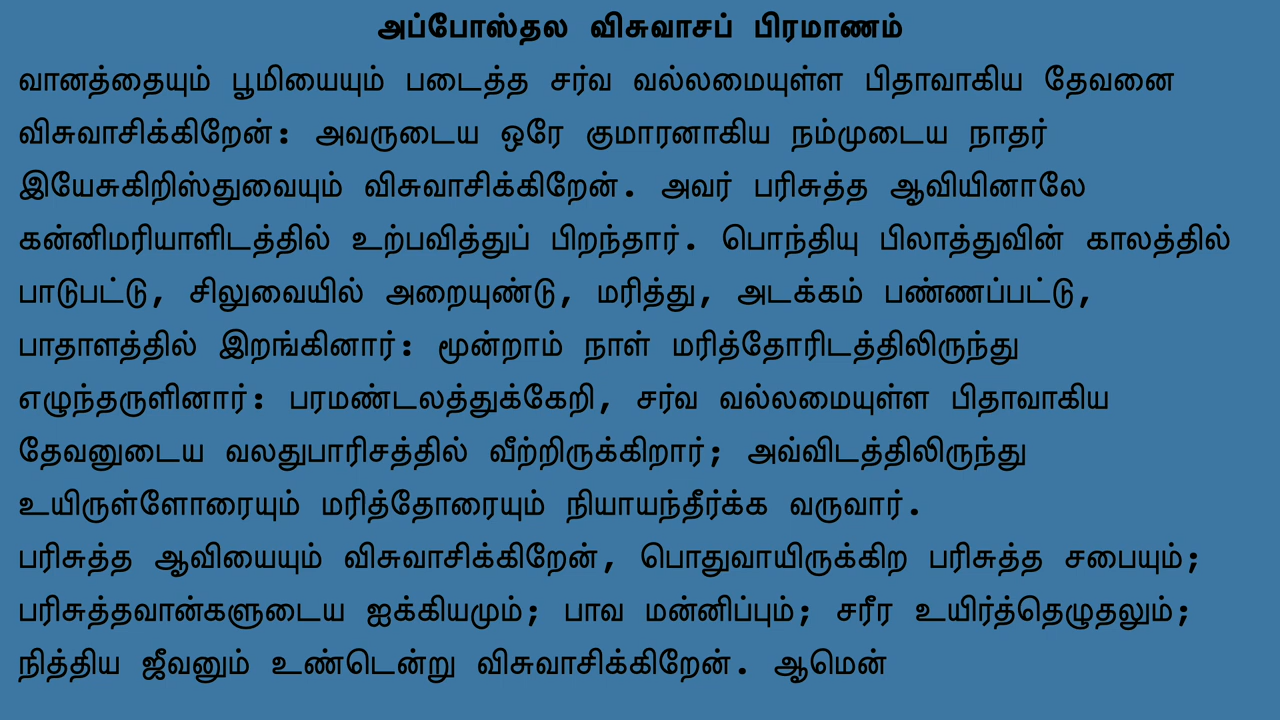 அப்போஸ்தல விசுவாசப் பிரமாணம்
வானத்தையும் பூமியையும் படைத்த சர்வ வல்லமையுள்ள பிதாவாகிய தேவனை
விசுவாசிக்கிறேன்: அவருடைய ஒரே குமாரனாகிய நம்முடைய நாதர்
இயேசுகிறிஸ்துவையும் விசுவாசிக்கிறேன். அவர் பரிசுத்த ஆவியினாலே
கன்னிமரியாளிடத்தில் உற்பவித்துப் பிறந்தார். பொந்தியு பிலாத்துவின் காலத்தில்
பாடுபட்டு, சிலுவையில் அறையுண்டு, மரித்து, அடக்கம் பண்ணப்பட்டு,
பாதாளத்தில் இறங்கினார்: மூன்றாம் நாள் மரித்தோரிடத்திலிருந்து
எழுந்தருளினார்: பரமண்டலத்துக்கேறி, சர்வ வல்லமையுள்ள பிதாவாகிய
தேவனுடைய வலதுபாரிசத்தில் வீற்றிருக்கிறார்; அவ்விடத்திலிருந்து
உயிருள்ளோரையும் மரித்தோரையும் நியாயந்தீர்க்க வருவார்.
பரிசுத்த ஆவியையும் விசுவாசிக்கிறேன், பொதுவாயிருக்கிற பரிசுத்த சபையும்;
பரிசுத்தவான்களுடைய ஐக்கியமும்; பாவ மன்னிப்பும்; சரீர உயிர்த்தெழுதலும்;
நித்திய ஜீவனும் உண்டென்று விசுவாசிக்கிறேன். ஆமென்